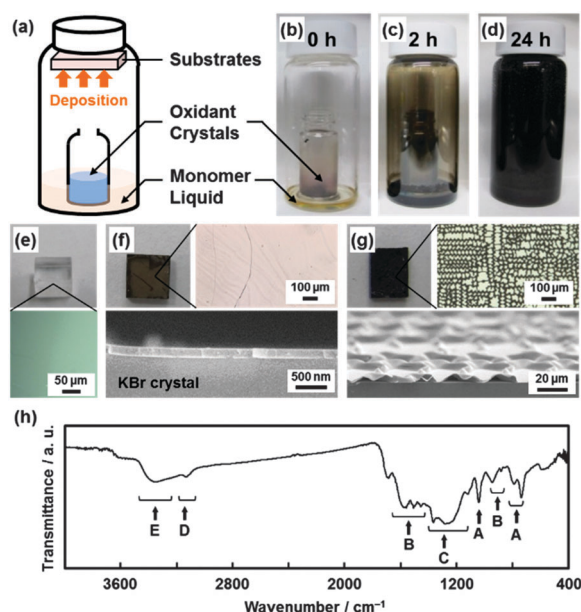 (a)
Substrates
Deposition
Oxidant
Crystals
Monomer
Liquid
(b)
0 h
(c)
2 h
(d)
24 h
(e)
50 μm
(f)
100 μm
KBr crystal
500 nm
(g)
100 μm
20 μm
(h)
Transmittance / a. u.
E
D
B
C
A
B
A
3600
2800
2000
1200
400
Wavenumber / cm⁻¹